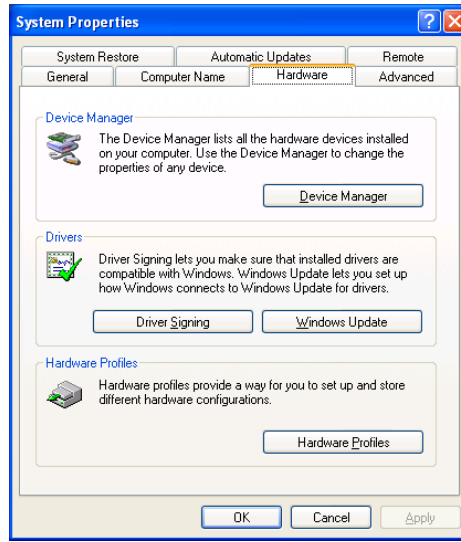 System Properties
System Restore Automatic Updates Remote
General Computer Name Hardware Advanced
Device Manager
The Device Manager lists all the hardware devices installed
on your computer. Use the Device Manager to change the
properties of any device.
Device Manager
Drivers
Driver Signing lets you make sure that installed drivers are
compatible with Windows. Windows Update lets you set up
how Windows connects to Windows Update for drivers.
Driver Signing Windows Update
Hardware Profiles
Hardware profiles provide a way for you to set up and store
different hardware configurations.
Hardware Profiles
OK Cancel Apply